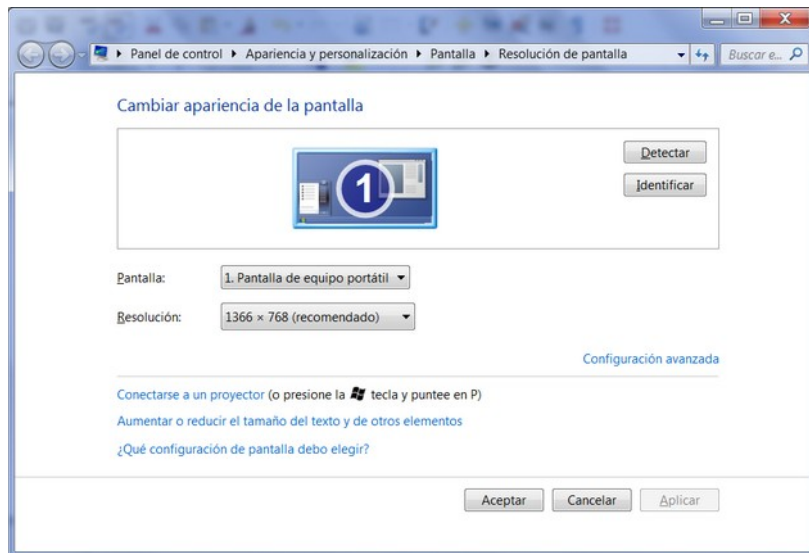 Panel de control ▸ Apariencia y personalización ▸ Pantalla ▸ Resolución de pantalla
Buscar e...
Cambiar apariencia de la pantalla
1
Detectar
Identificar
Pantalla: 1. Pantalla de equipo portátil
Resolución: 1366 × 768 (recomendado)
Configuración avanzada
Conectarse a un proyector (o presione la tecla y puntee en P)
Aumentar o reducir el tamaño del texto y de otros elementos
¿Qué configuración de pantalla debo elegir?
Aceptar Cancelar Aplicar